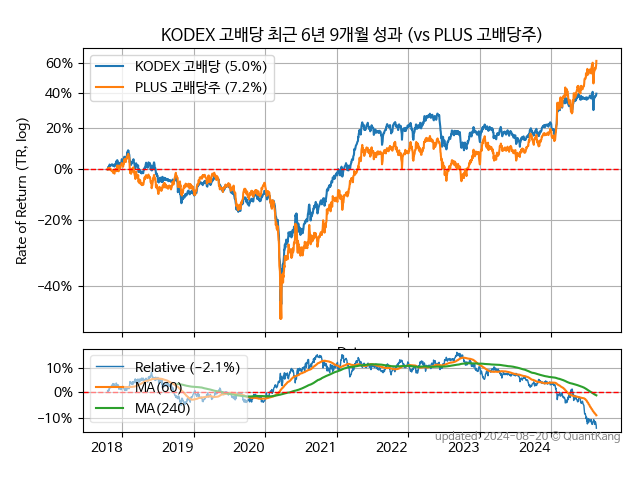 KODEX 고배당 최근 6년 9개월 성과 (vs PLUS 고배당주)
Rate of Return (TR, log)
60%
40%
20%
0%
−20%
−40%
KODEX 고배당 (5.0%)
PLUS 고배당주 (7.2%)
10%
0%
−10%
Relative (−2.1%)
MA(60)
MA(240)
2018 2019 2020 2021 2022 2023 2024
updated: 2024-08-20 © QuantKang